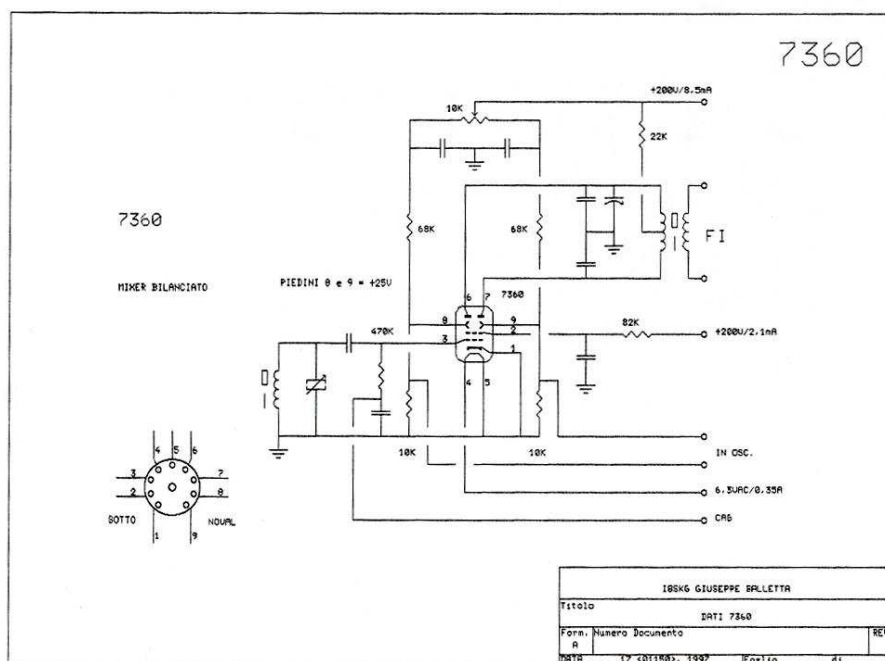 7360
+200V/8.5mA
10K
22K
7360
68K
68K
FI
MIXER BILANCIATO
PIEDINI 8 e 9 = +25V
6 7
7360
8
9
2
470K
3
1
82K
+200V/2.1mA
4 5
10K
10K
IN OSC.
6.3VAC/0.35A
CAG
4 5 6
3
7
2
8
SOTTO
NOVAL
1
9
I8SKG GIUSEPPE BALLETTA
Titolo
DATI 7360
Form. Numero Documento
A
DATA 1997 Foglio di